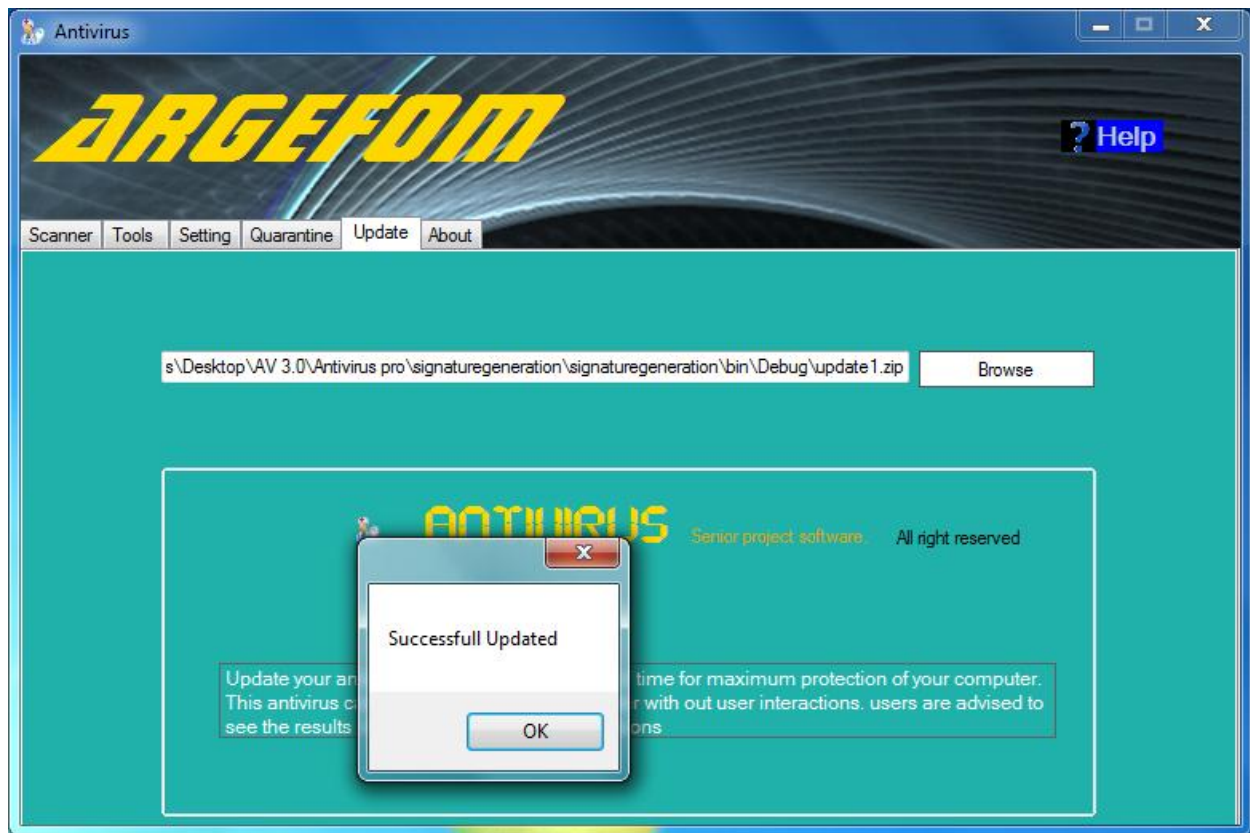 Antivirus
ARGEFOM
? Help
Scanner Tools Setting Quarantine Update About
s\Desktop\AV 3.0\Antivirus pro\signaturegeneration\signaturegeneration\bin\Debug\update1.zip Browse
ANTIVIRUS Senior project software. All right reserved
Successfull Updated
Update your time for maximum protection of your computer.
This antivirus with out user interactions. users are advised to
see the results
OK